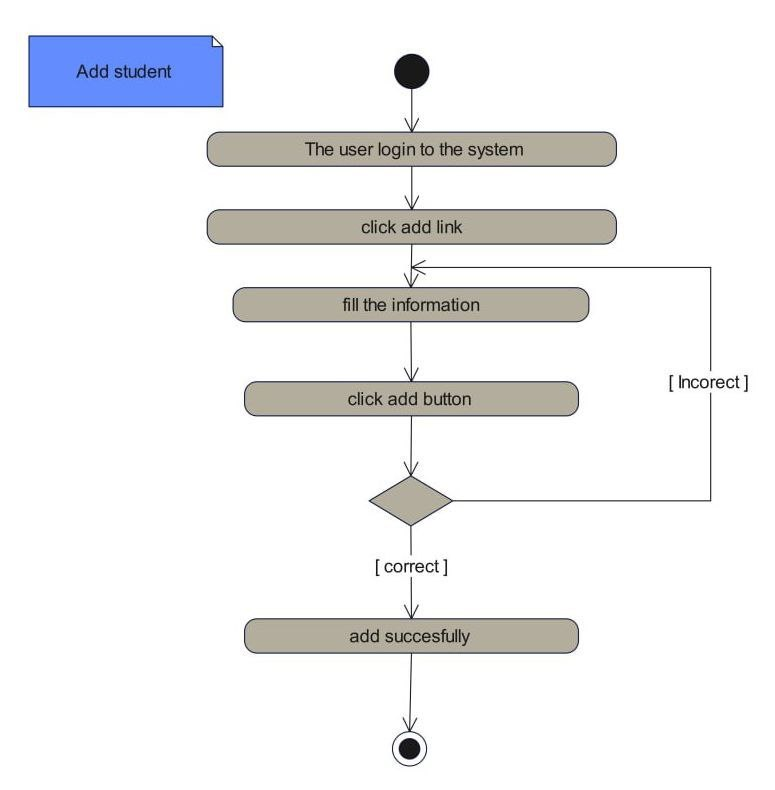 Add student
The user login to the system
click add link
fill the information
[ Incorect ]
click add button
[ correct ]
add succesfully